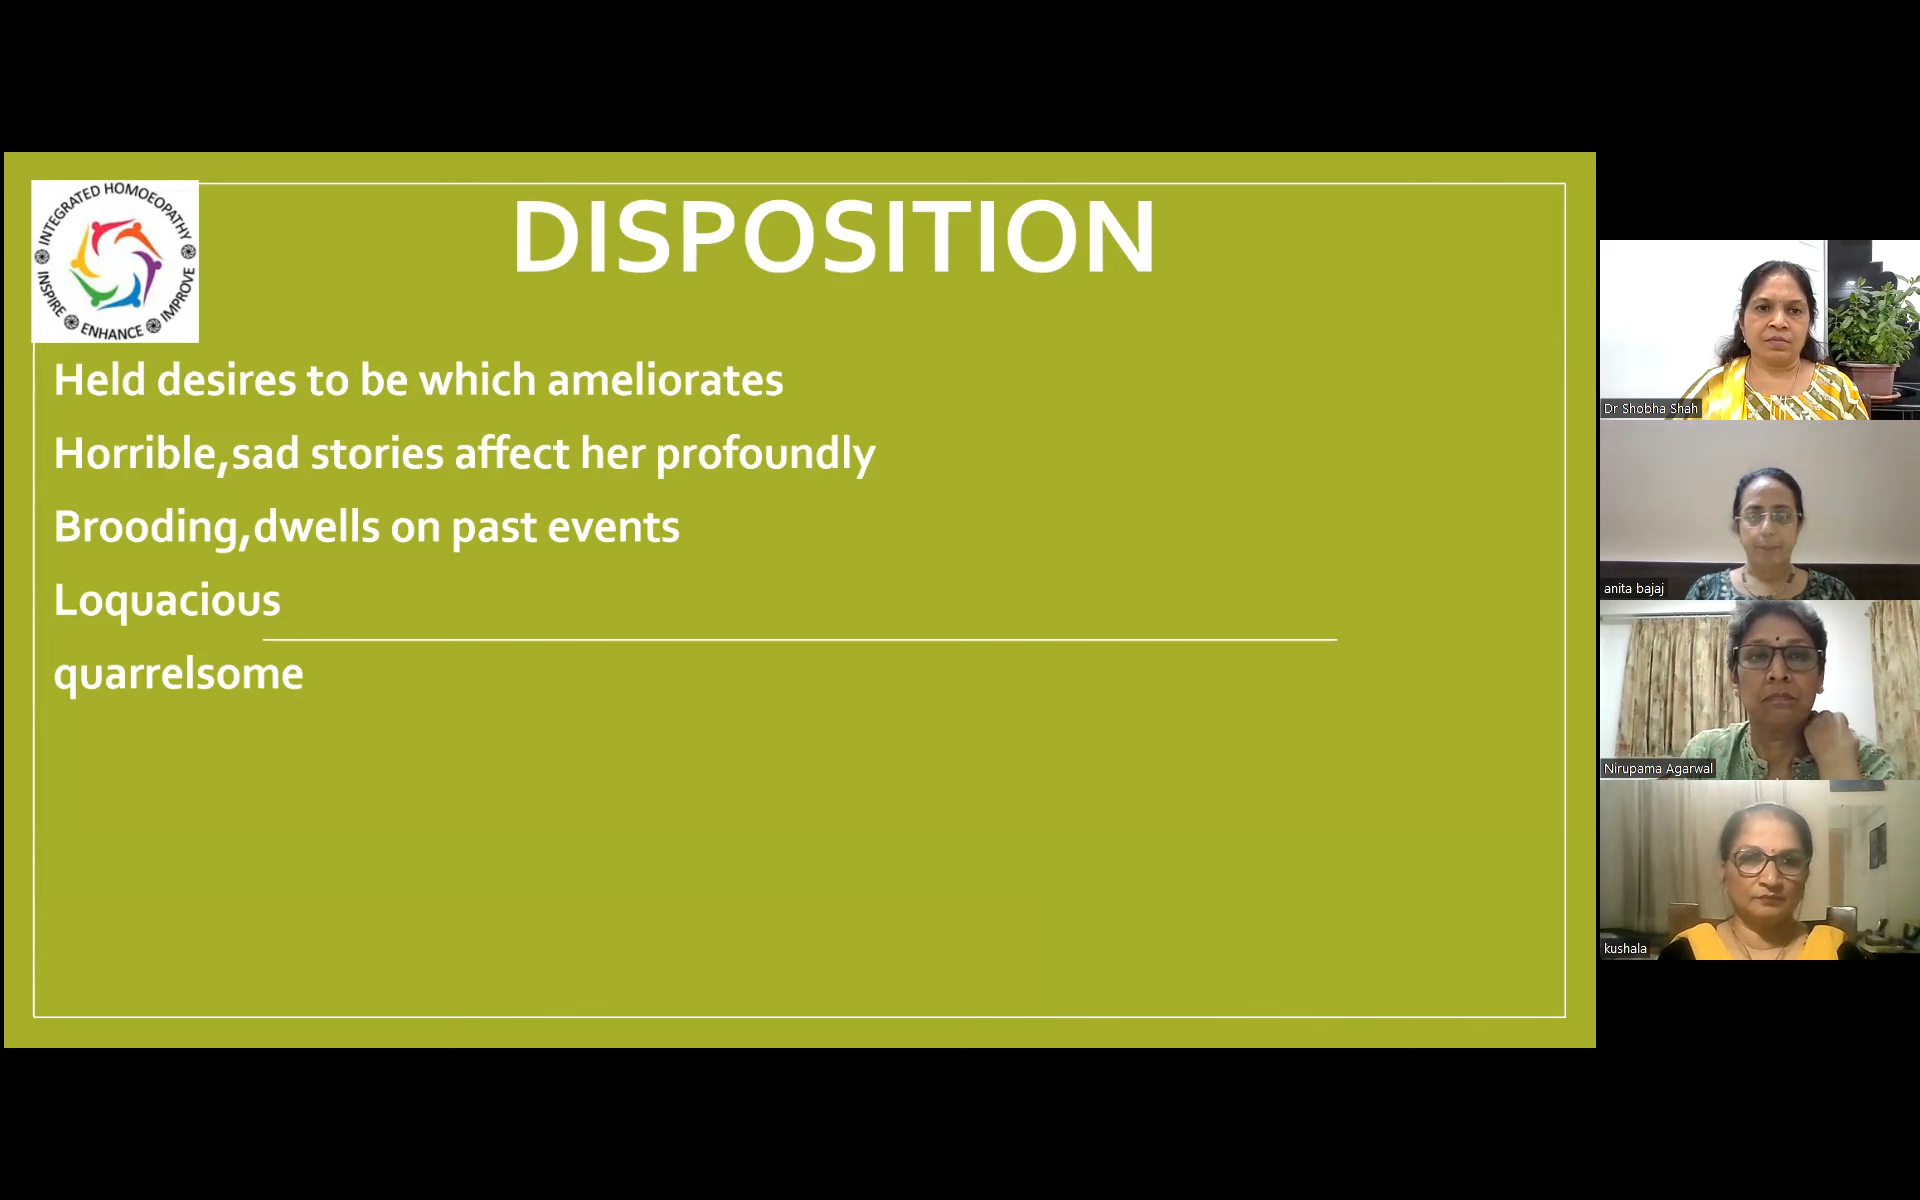 INTEGRATED HOMOEOPATHY
INSPIRE ENHANCE IMPROVE
DISPOSITION
Held desires to be which ameliorates
Horrible,sad stories affect her profoundly
Brooding,dwells on past events
Loquacious
quarrelsome
Dr Shobha Shah
anita bajaj
Nirupama Agarwal
kushala